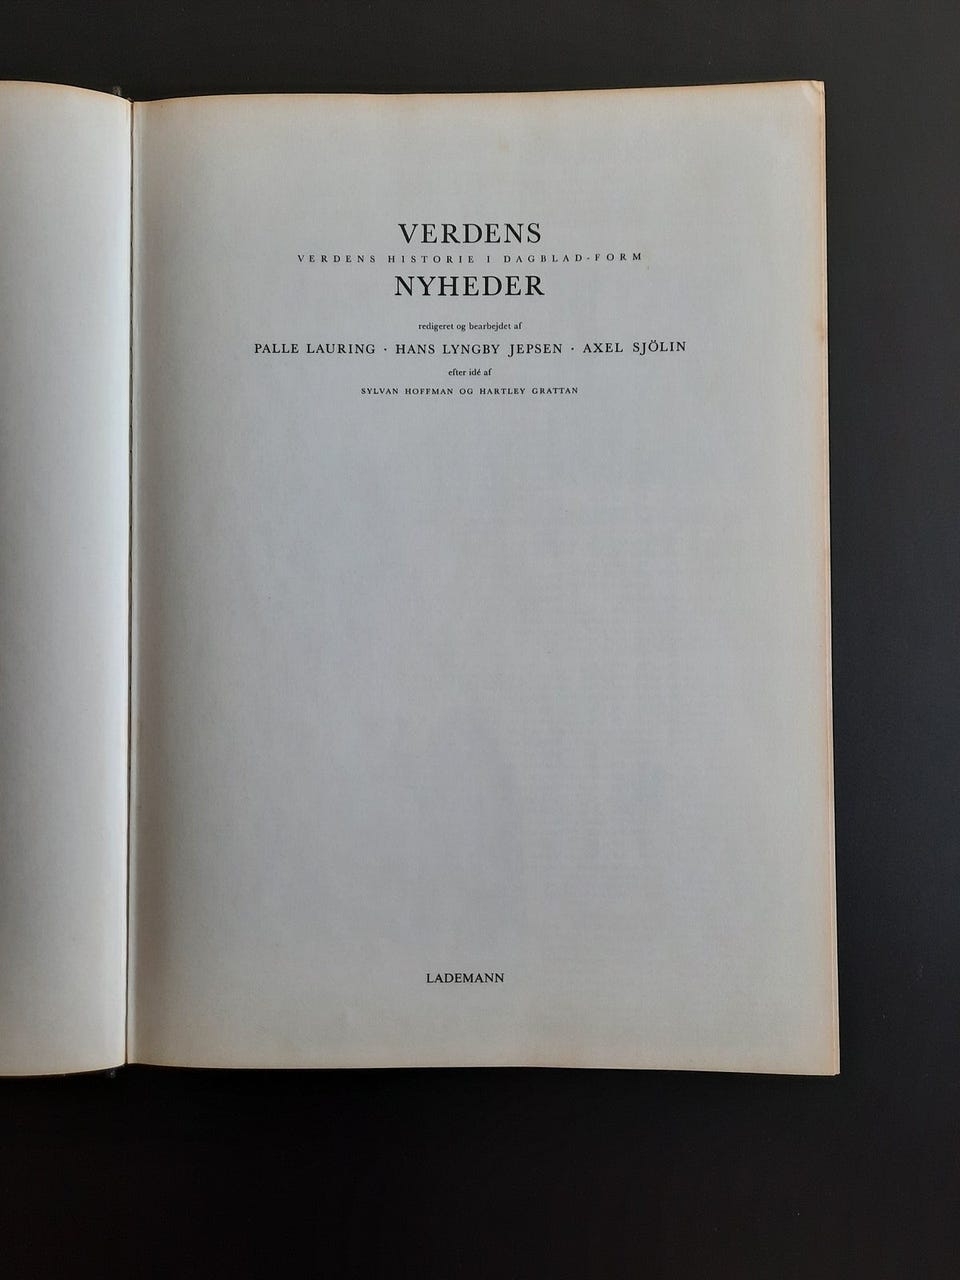 VERDENS
VERDENS HISTORIE I DAGBLAD-FORM
NYHEDER
redigeret og bearbejdet af
PALLE LAURING · HANS LYNGBY JEPSEN · AXEL SJÖLIN
efter idé af
SYLVAN HOFFMAN OG HARTLEY GRATTAN
LADEMANN